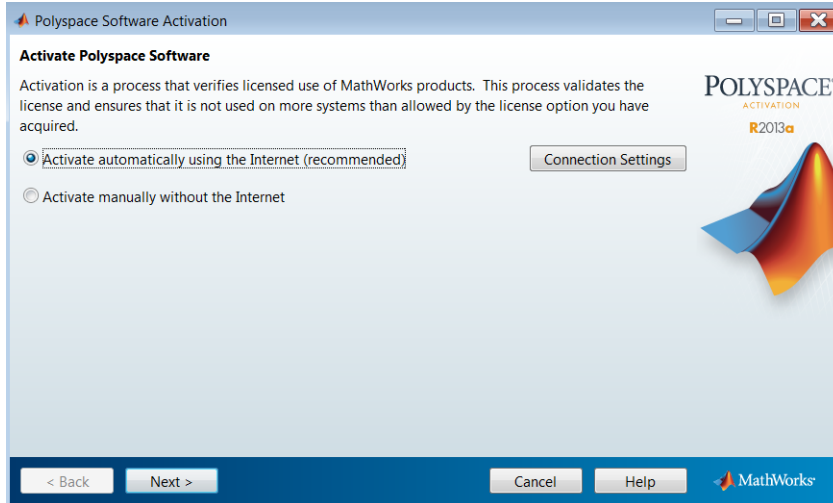 Polyspace Software Activation
Activate Polyspace Software
Activation is a process that verifies licensed use of MathWorks products. This process validates the
license and ensures that it is not used on more systems than allowed by the license option you have
acquired.
POLYSPACE®
ACTIVATION
R2013a
Activate automatically using the Internet (recommended)
Connection Settings
Activate manually without the Internet
< Back
Next >
Cancel
Help
MathWorks®